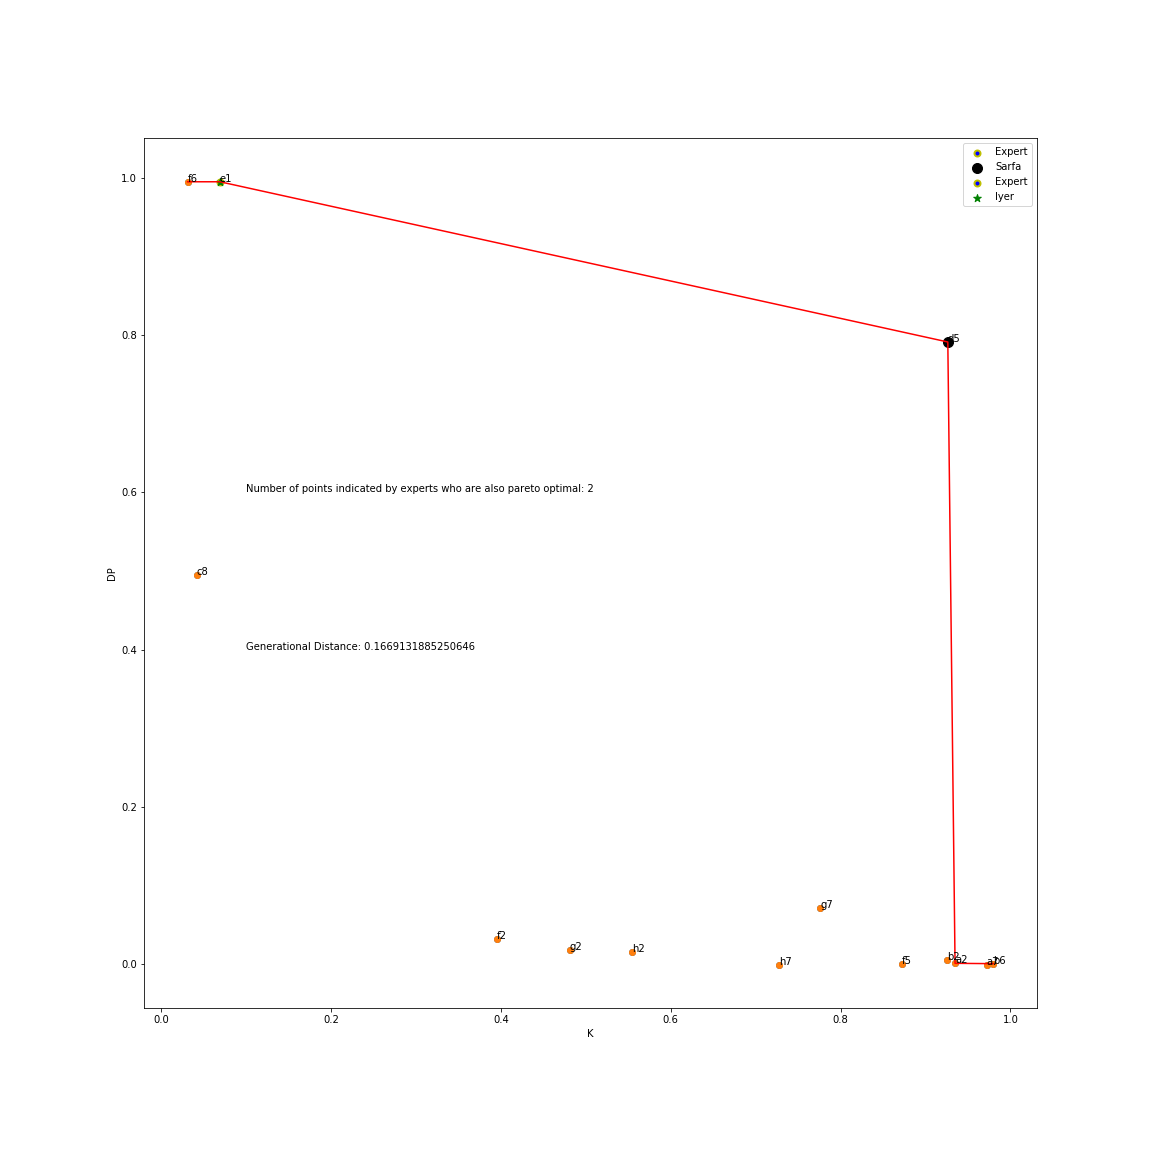 Expert
Sarfa
Expert
Iyer
1.0
f6
e1
0.8
d5
0.6
Number of points indicated by experts who are also pareto optimal: 2
DP
c8
0.4
Generational Distance: 0.1669131885250646
0.2
g7
f2
g2
h2
0.0
h7
f5
b2
b6
0.0
0.2
0.4
0.6
0.8
1.0
K